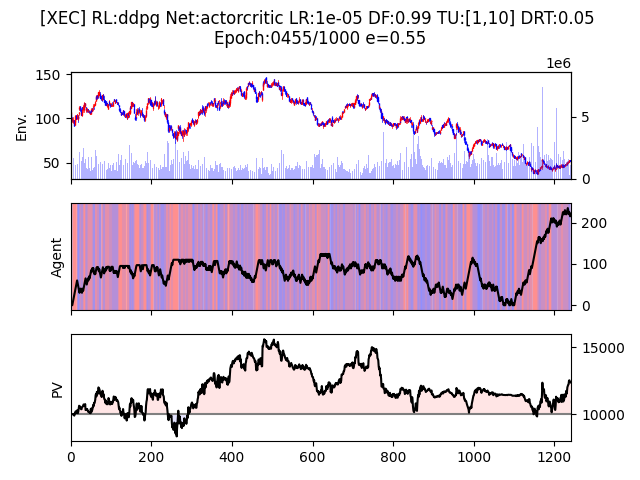 [XEC] RL:ddpg Net:actorcritic LR:1e-05 DF:0.99 TU:[1,10] DRT:0.05
Epoch:0455/1000 e=0.55
1e6
150
100
50
Env.
5
0
Agent
200
100
0
PV
15000
10000
0
200
400
600
800
1000
1200